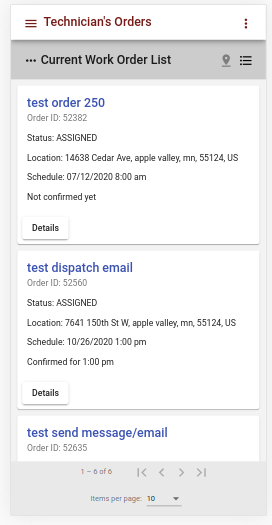 Technician's Orders
... Current Work Order List
test order 250
Order ID: 52382
Status: ASSIGNED
Location: 14638 Cedar Ave, apple valley, mn, 55124, US
Schedule: 07/12/2020 8:00 am
Not confirmed yet
Details
test dispatch email
Order ID: 52560
Status: ASSIGNED
Location: 7641 150th St W, apple valley, mn, 55124, US
Schedule: 10/26/2020 1:00 pm
Confirmed for 1:00 pm
Details
test send message/email
Order ID: 52635
1 – 6 of 6
Items per page: 10